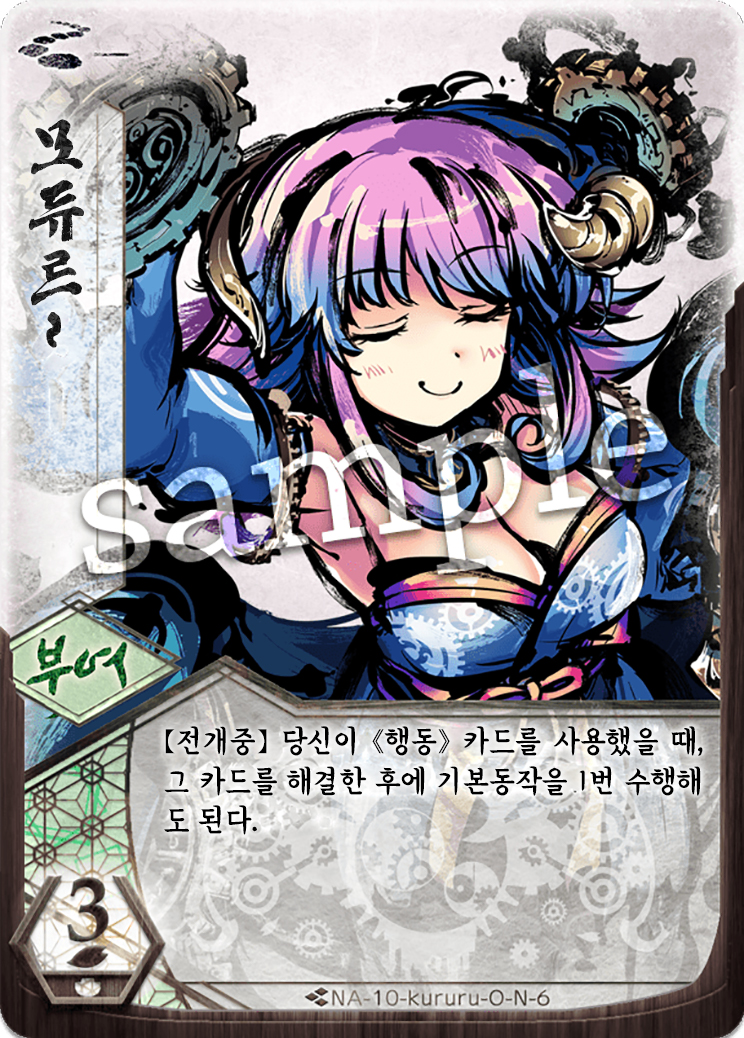 모듀르~
sample
부여
【전개중】 당신이 《행동》 카드를 사용했을 때,
그 카드를 해결한 후에 기본동작을 1번 수행해
도 된다.
3
NA-10-kururu-O-N-6